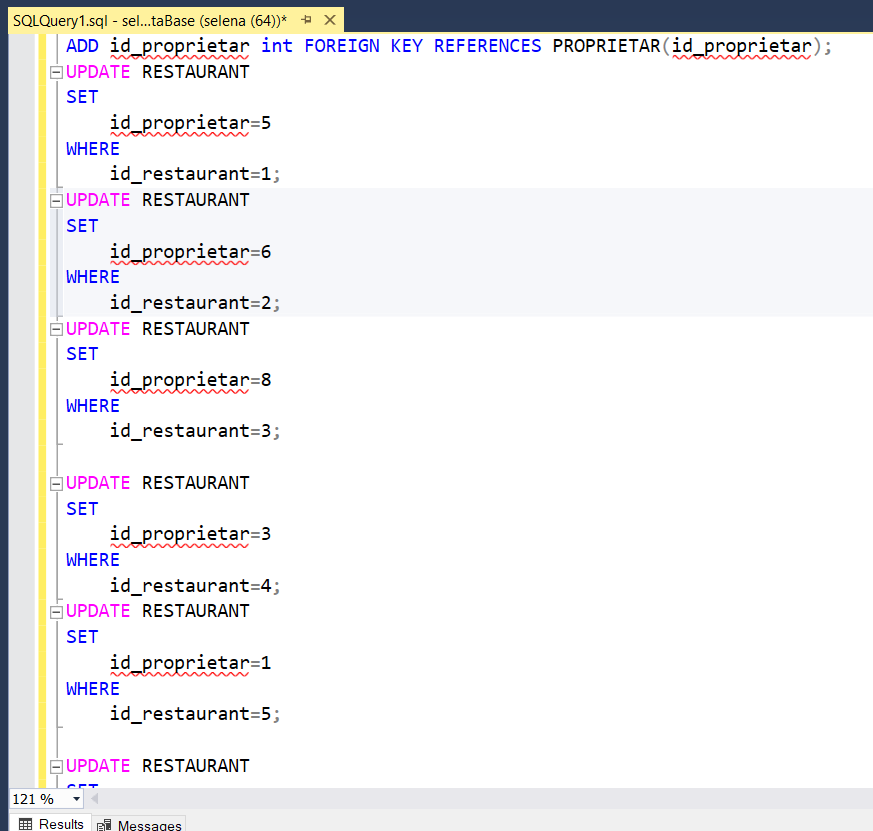 SQLQuery1.sql - sel...taBase (selena (64))*
ADD id_proprietar int FOREIGN KEY REFERENCES PROPRIETAR(id_proprietar);
UPDATE RESTAURANT
SET
id_proprietar=5
WHERE
id_restaurant=1;
UPDATE RESTAURANT
SET
id_proprietar=6
WHERE
id_restaurant=2;
UPDATE RESTAURANT
SET
id_proprietar=8
WHERE
id_restaurant=3;
UPDATE RESTAURANT
SET
id_proprietar=3
WHERE
id_restaurant=4;
UPDATE RESTAURANT
SET
id_proprietar=1
WHERE
id_restaurant=5;
UPDATE RESTAURANT
SET
121 %
Results Messages